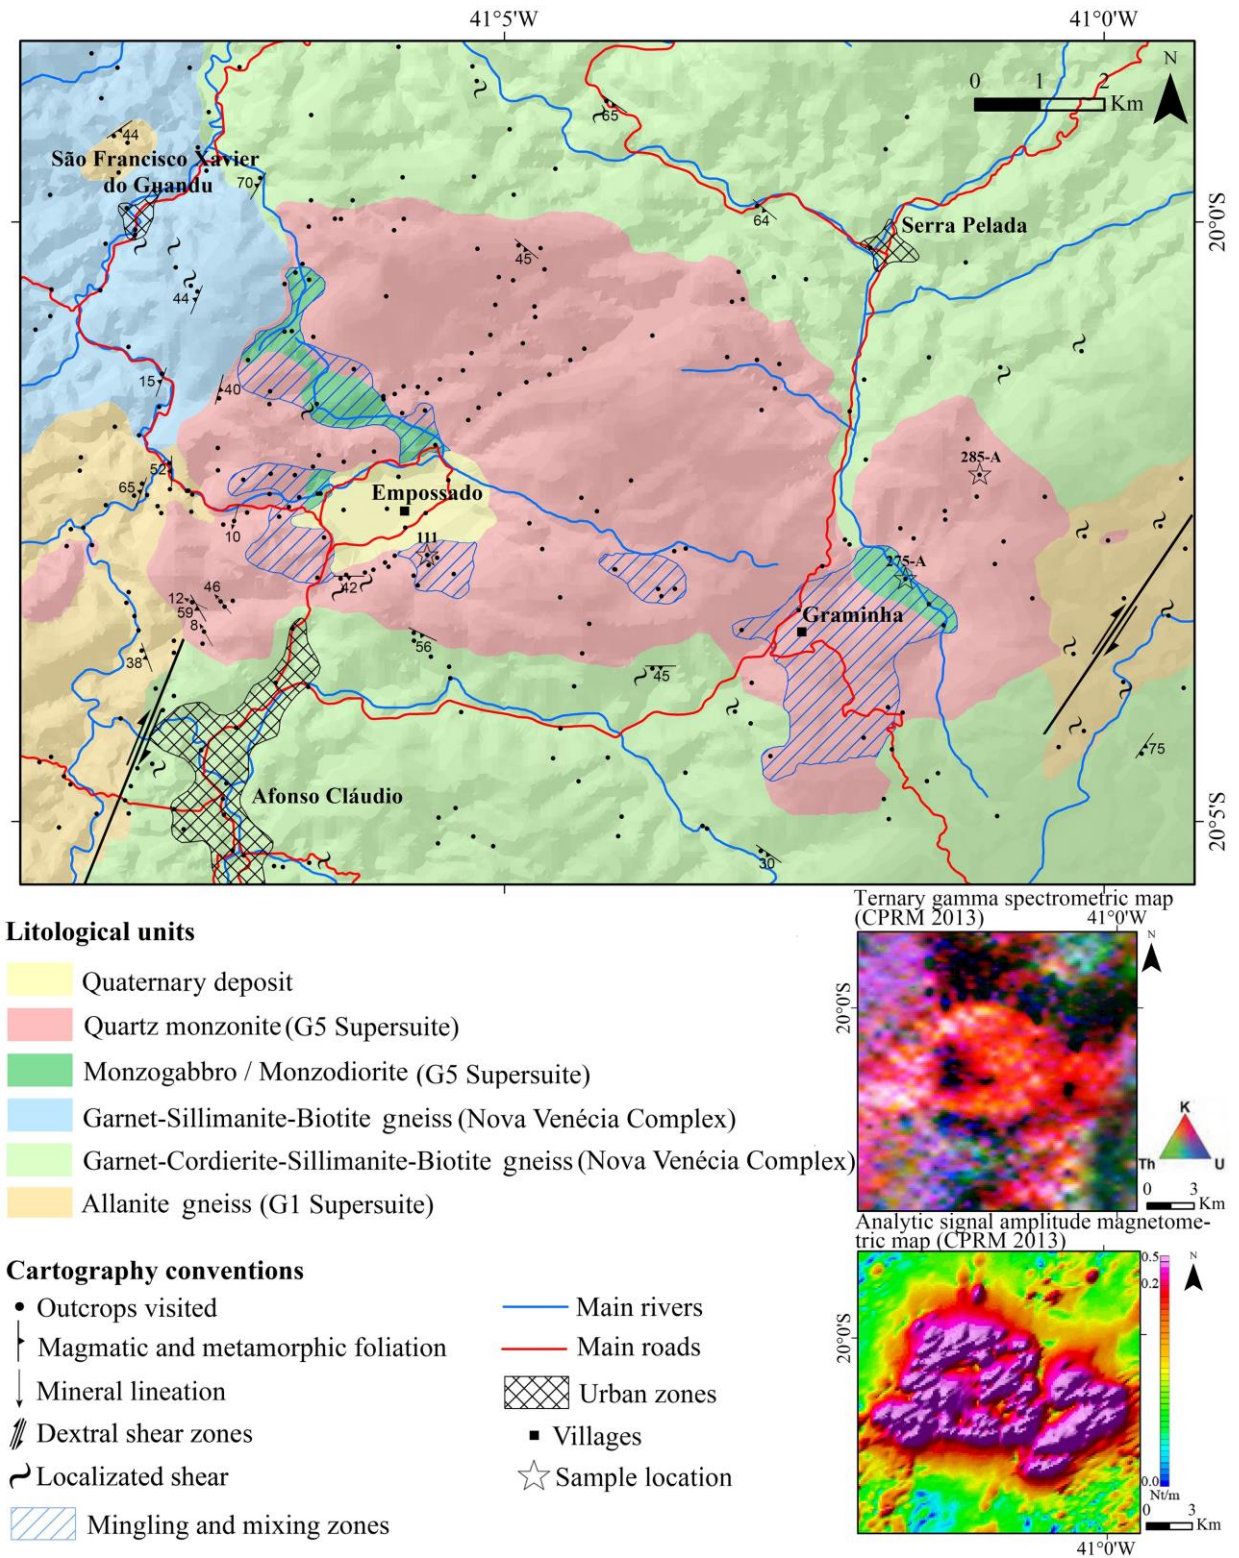 41°5'W
41°0'W
N
0 1 2
Km
65
44
São Francisco Xavier
do Guandu
70
64
20°0'S
Serra Pelada
45
44
15
40
285-A
52
65
Empossado
10
111
275-A
42
46
12
59
8
Graminha
38
56
45
75
Afonso Cláudio
20°5'S
30
Ternary gamma spectrometric map
(CPRM 2013)
41°0'W
N
20°0'S
K
Th U
0 3
Km
Litological units
Quaternary deposit
Quartz monzonite (G5 Supersuite)
Monzogabbro / Monzodiorite (G5 Supersuite)
Garnet-Sillimanite-Biotite gneiss (Nova Venécia Complex)
Garnet-Cordierite-Sillimanite-Biotite gneiss (Nova Venécia Complex)
Allanite gneiss (G1 Supersuite)
Analytic signal amplitude magnetome-
tric map (CPRM 2013)
0.5
0.2
N
20°0'S
0.0
Nt/m
0 3
Km
41°0'W
Cartography conventions
Outcrops visited
Magmatic and metamorphic foliation
Mineral lineation
Dextral shear zones
Localizated shear
Mingling and mixing zones
Main rivers
Main roads
Urban zones
Villages
Sample location